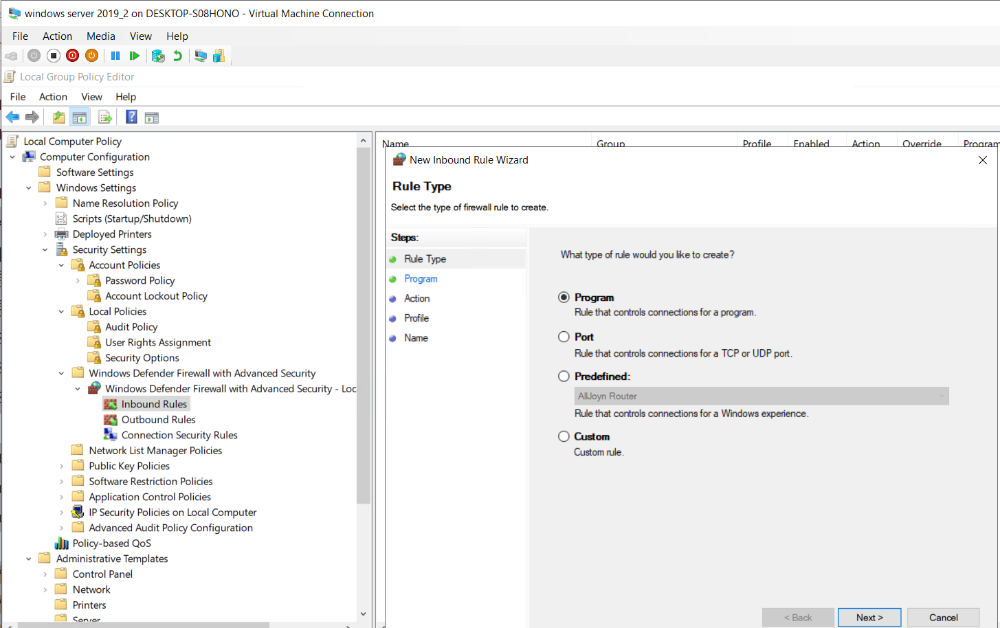 windows server 2019_2 on DESKTOP-S08HONO - Virtual Machine Connection
File Action Media View Help
Local Group Policy Editor
File Action View Help
Local Computer Policy
Computer Configuration
Software Settings
Windows Settings
Name Resolution Policy
Scripts (Startup/Shutdown)
Deployed Printers
Security Settings
Account Policies
Password Policy
Account Lockout Policy
Local Policies
Audit Policy
User Rights Assignment
Security Options
Windows Defender Firewall with Advanced Security
Windows Defender Firewall with Advanced Security - Loc
Inbound Rules
Outbound Rules
Connection Security Rules
Network List Manager Policies
Public Key Policies
Software Restriction Policies
Application Control Policies
IP Security Policies on Local Computer
Advanced Audit Policy Configuration
Policy-based QoS
Administrative Templates
Control Panel
Network
Printers
Server
Name Group Profile Enabled Action Override Program
New Inbound Rule Wizard
Rule Type
Select the type of firewall rule to create.
Steps:
Rule Type
Program
Action
Profile
Name
What type of rule would you like to create?
Program
Rule that controls connections for a program.
Port
Rule that controls connections for a TCP or UDP port.
Predefined:
AllJoyn Router
Rule that controls connections for a Windows experience.
Custom
Custom rule.
< Back Next > Cancel